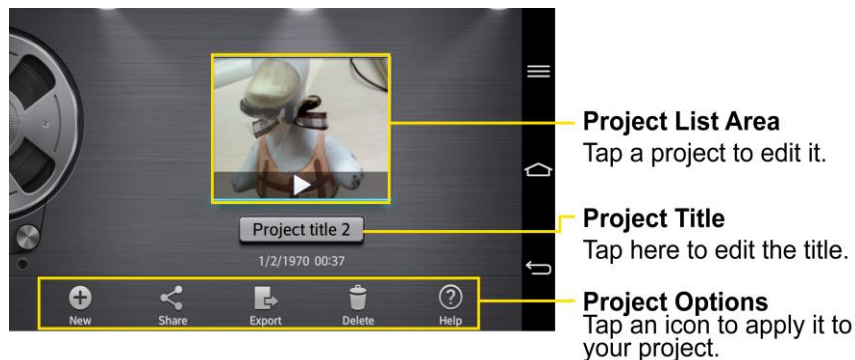 Project List Area
Tap a project to edit it.
Project title 2
Project Title
Tap here to edit the title.
1/2/1970 00:37
New
Share
Export
Delete
Help
Project Options
Tap an icon to apply it to
your project.